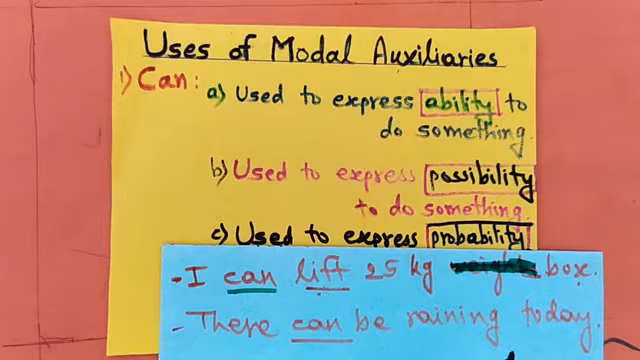 Uses of Modal Auxiliaries
1) Can:
a) Used to express ability to
do something.
b) Used to express possibility
to do something.
c) Used to express probability
- I can lift 25 kg box.
- There can be raining today.